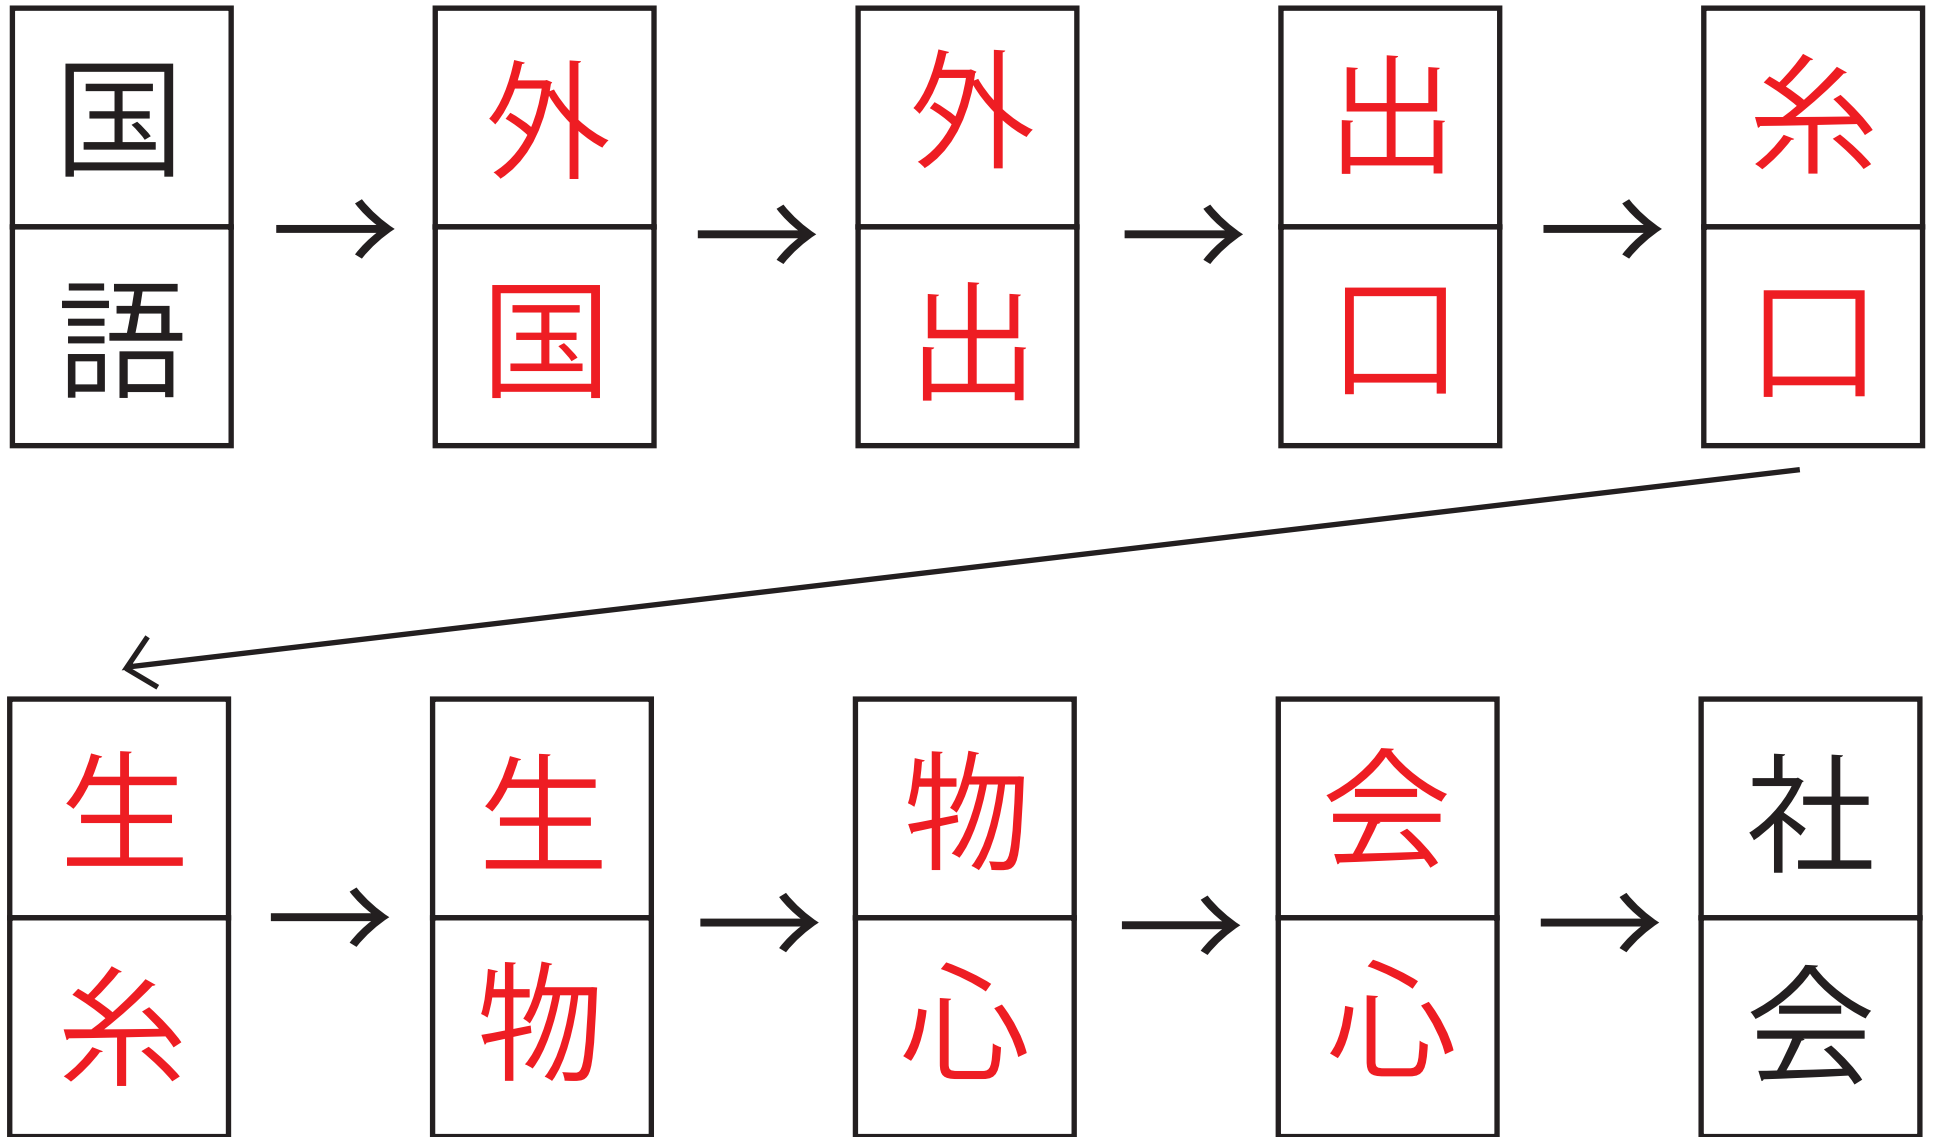 国語
外国
外出
出口
糸口
生糸
生物
物心
会心
社会